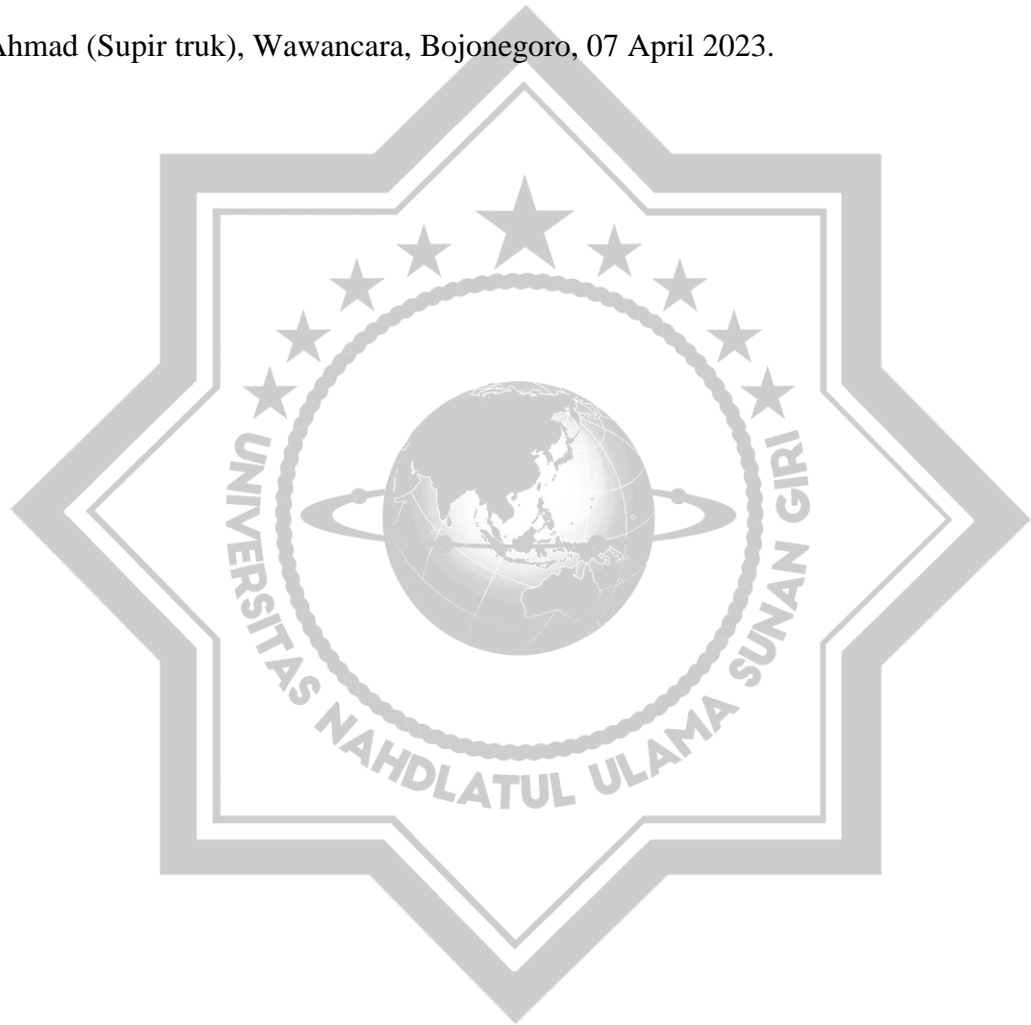 Ahmad (Supir truk), Wawancara, Bojonegoro, 07 April 2023.
UNIVERSITAS NAHDLATUL ULAMA SUNAN GIRI